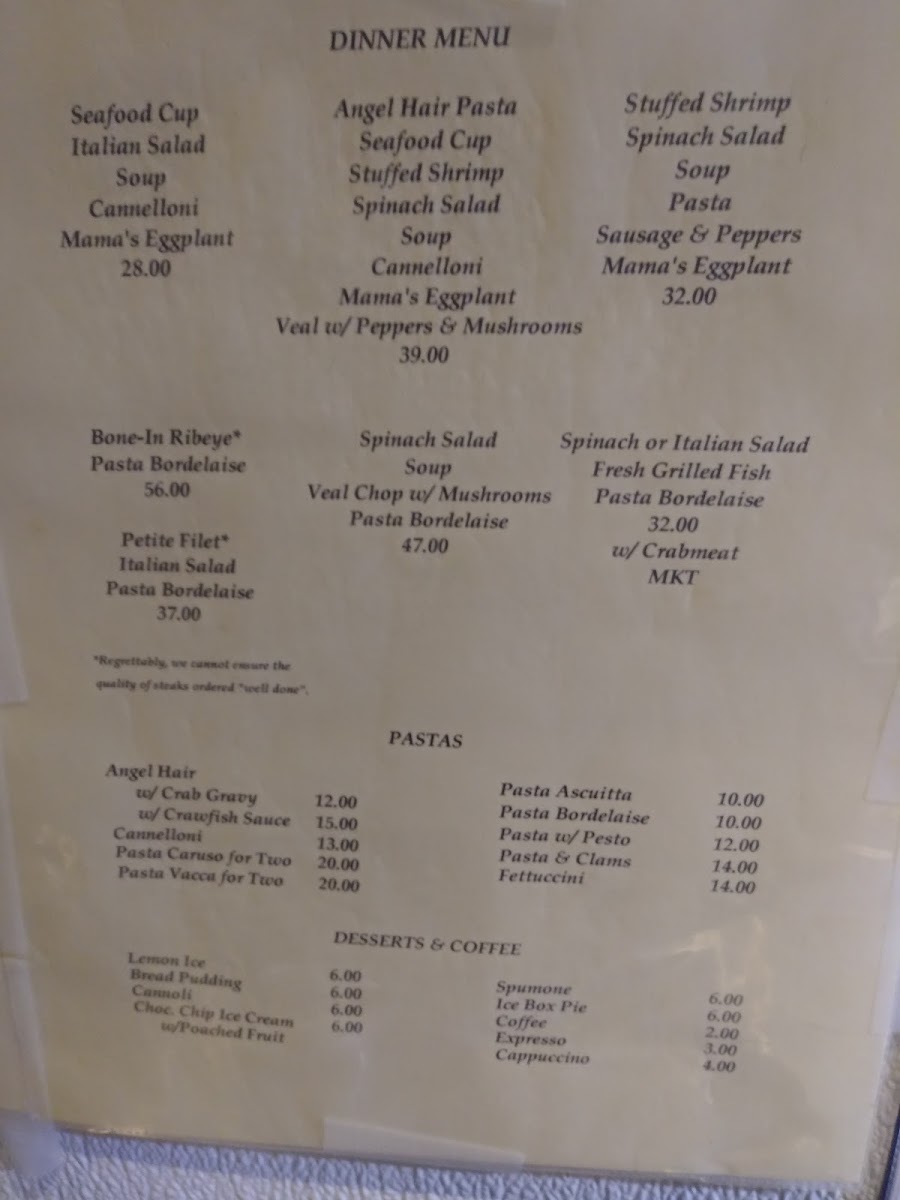 DINNER MENU
Seafood Cup
Italian Salad
Soup
Cannelloni
Mama's Eggplant
28.00
Angel Hair Pasta
Seafood Cup
Stuffed Shrimp
Spinach Salad
Soup
Cannelloni
Mama's Eggplant
Veal w/ Peppers & Mushrooms
39.00
Stuffed Shrimp
Spinach Salad
Soup
Pasta
Sausage & Peppers
Mama's Eggplant
32.00
Bone-In Ribeye*
Pasta Bordelaise
56.00
Petite Filet*
Italian Salad
Pasta Bordelaise
37.00
*Regrettably, we cannot ensure the
quality of steaks ordered "well done".
Spinach Salad
Soup
Veal Chop w/ Mushrooms
Pasta Bordelaise
47.00
Spinach or Italian Salad
Fresh Grilled Fish
Pasta Bordelaise
32.00
w/ Crabmeat
MKT
PASTAS
Angel Hair
w/ Crab Gravy 12.00
w/ Crawfish Sauce 15.00
Cannelloni 13.00
Pasta Caruso for Two 20.00
Pasta Vacca for Two 20.00
Pasta Ascuitta 10.00
Pasta Bordelaise 10.00
Pasta w/ Pesto 12.00
Pasta & Clams 14.00
Fettuccini 14.00
DESSERTS & COFFEE
Lemon Ice 6.00
Bread Pudding 6.00
Cannoli 6.00
Choc. Chip Ice Cream 6.00
w/Poached Fruit
Spumone 6.00
Ice Box Pie 6.00
Coffee 2.00
Expresso 3.00
Cappuccino 4.00